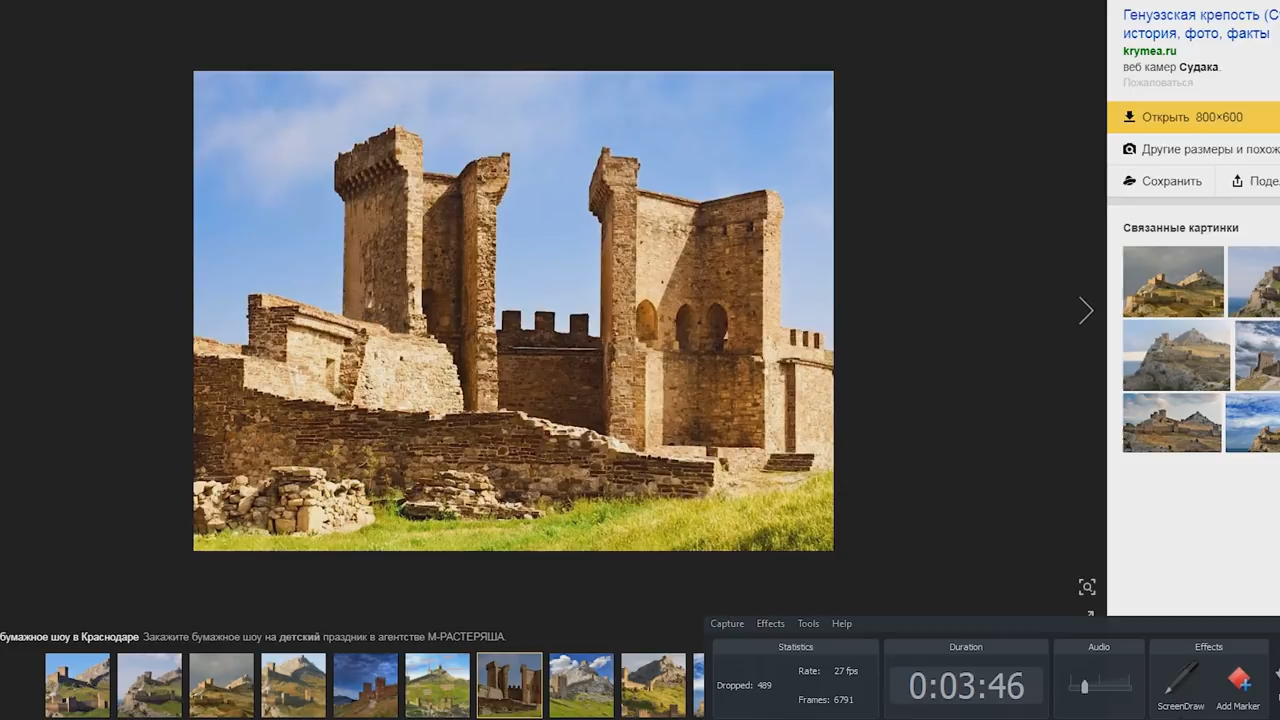 Генуэзская крепость
история, фото, факты
krymea.ru
веб камер Судака.
Пожаловаться
Открыть 800×600
Другие размеры и
Сохранить
Связанные картинки
бумажное шоу в Краснодаре Закажите бумажное шоу на детский праздник в агентстве М-РАСТЕРЯША.
Capture Effects Tools Help
Statistics Duration Audio Effects
Dropped: 489
Rate: 27 fps
Frames: 6791
0:03:46
ScreenDraw Add Marker